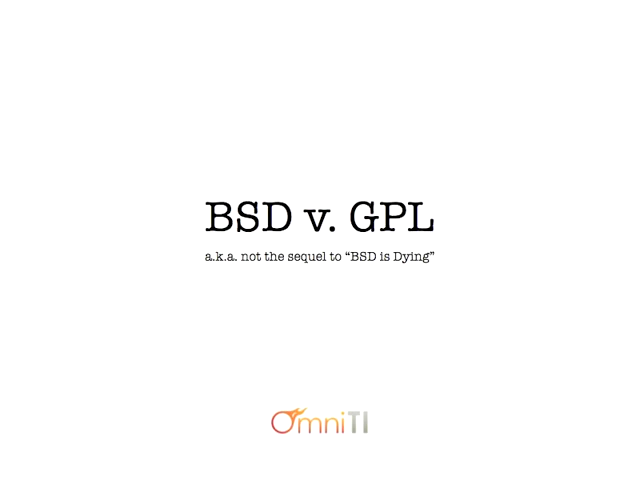 BSD v. GPL
a.k.a. not the sequel to “BSD is Dying”
OmniTI